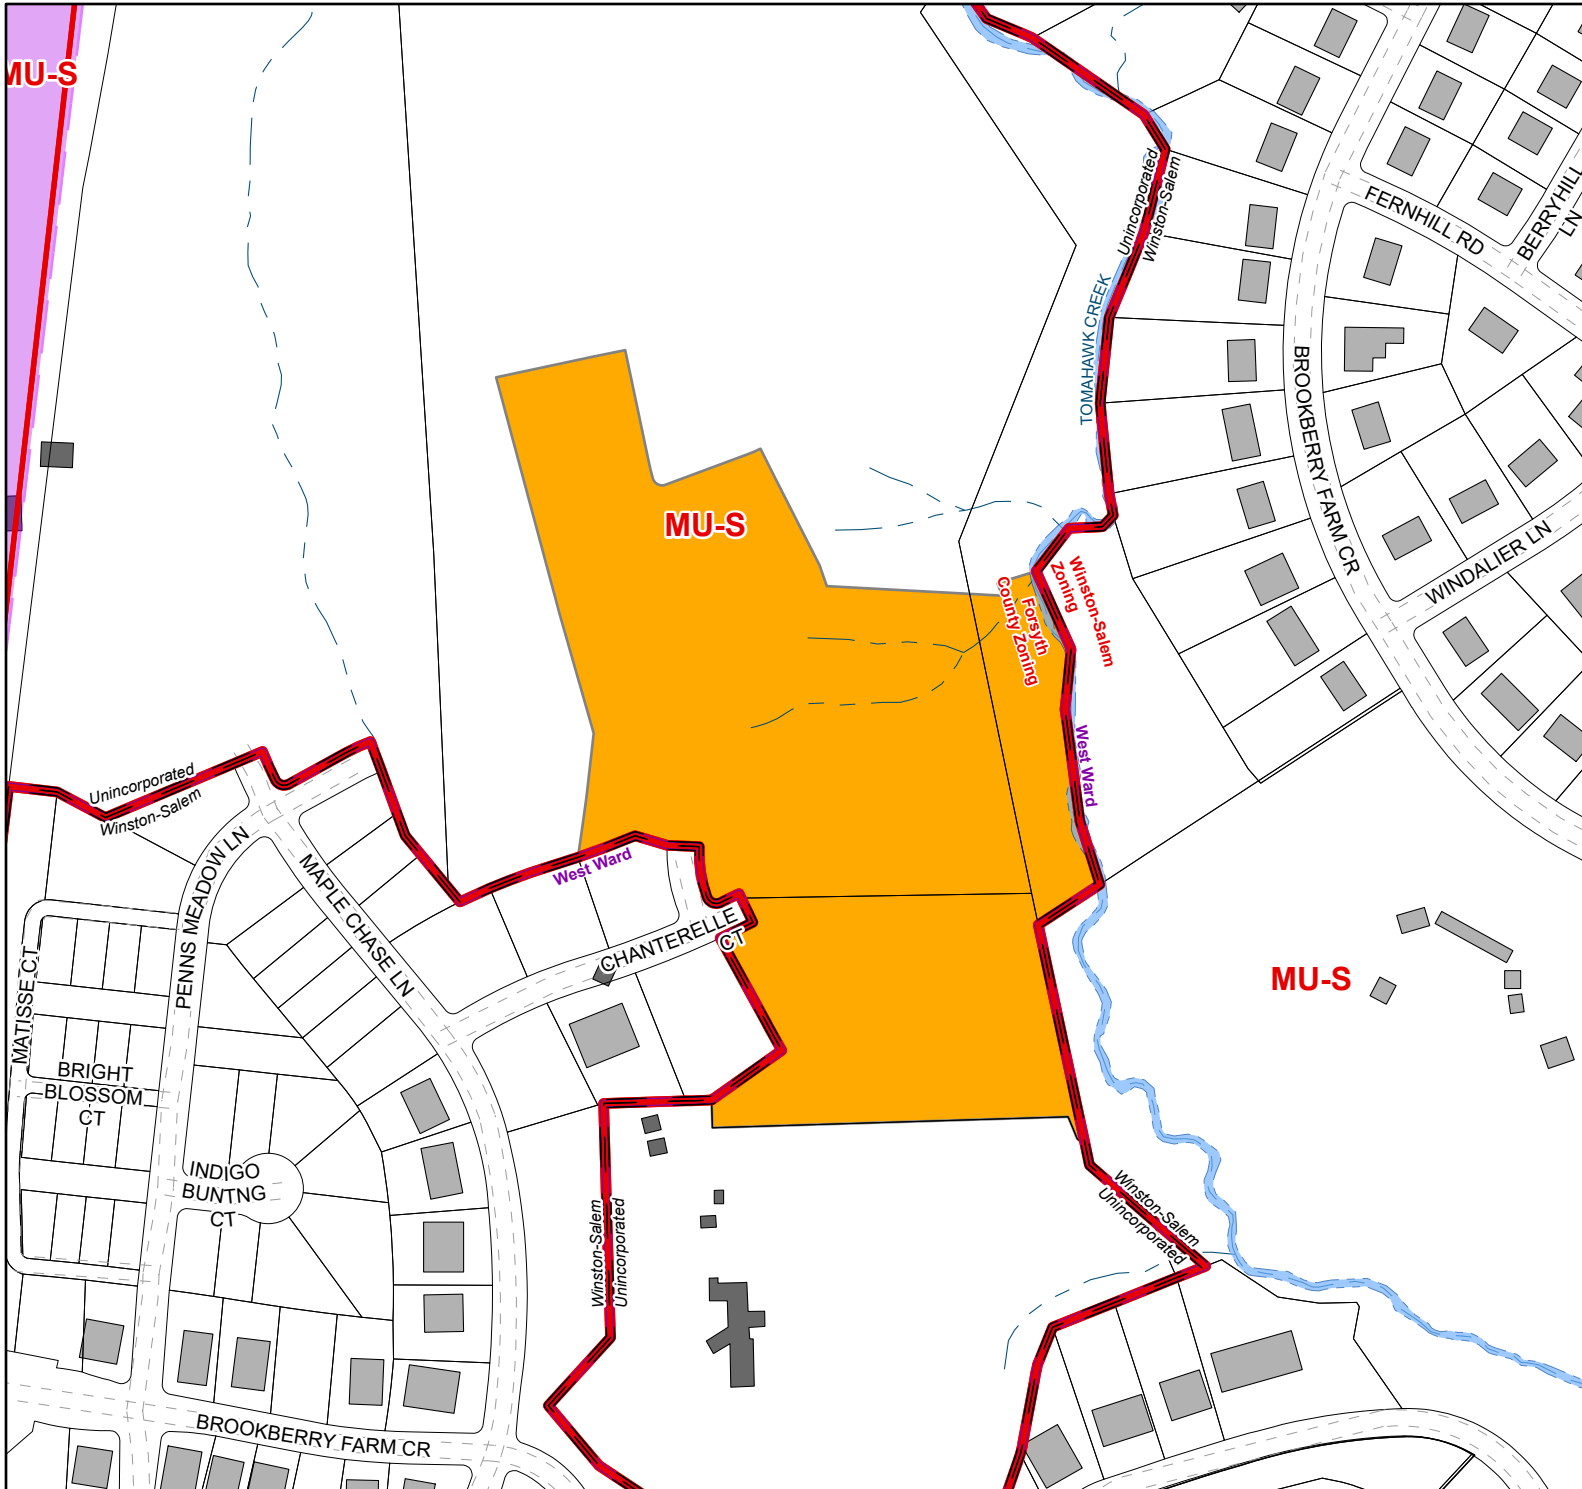 MU-S
Unincorporated
Winston-Salem
FERNHILL RD
BERRYHILL
LN
TOMAHAWK CREEK
BROOKBERRY FARM CR
MU-S
Winston-Salem
Zoning
Forsyth
County Zoning
WINDALIER LN
West Ward
Unincorporated
Winston-Salem
PENNS MEADOW LN
MAPLE CHASE LN
West Ward
CHANTERELLE
CT
MATISSE CT
MU-S
BRIGHT
BLOSSOM
CT
INDIGO
BUNTNG
CT
Winston-Salem
Unincorporated
Winston-Salem
Unincorporated
BROOKBERRY FARM CR